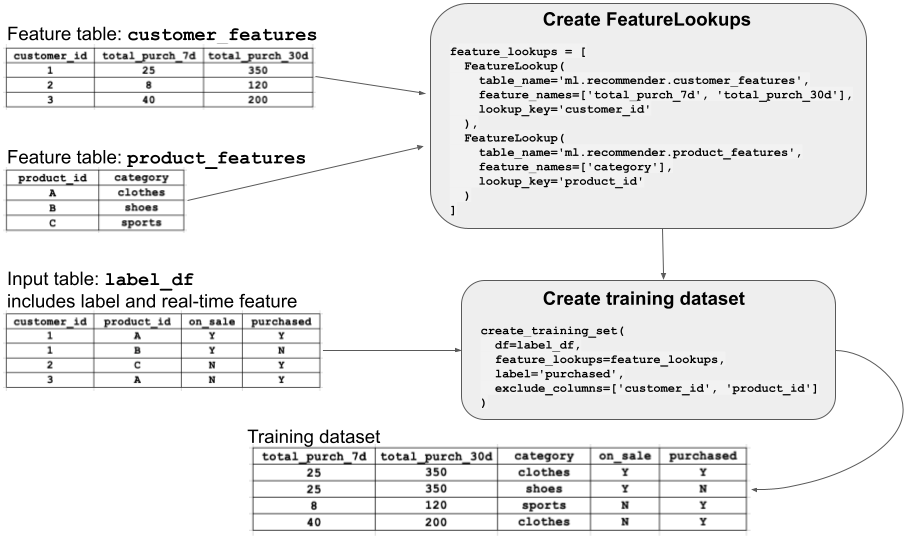 Feature table: customer_features
customer_id total_purch_7d total_purch_30d
1 25 350
2 8 120
3 40 200
Feature table: product_features
product_id category
A clothes
B shoes
C sports
Input table: label_df
includes label and real-time feature
customer_id product_id on_sale purchased
1 A Y Y
1 B Y N
2 C N Y
3 A N Y
Create FeatureLookups
feature_lookups = [
FeatureLookup(
table_name='ml.recommender.customer_features',
feature_names=['total_purch_7d', 'total_purch_30d'],
lookup_key='customer_id'
),
FeatureLookup(
table_name='ml.recommender.product_features',
feature_names=['category'],
lookup_key='product_id'
)
]
Create training dataset
create_training_set(
df=label_df,
feature_lookups=feature_lookups,
label='purchased',
exclude_columns=['customer_id', 'product_id']
)
Training dataset
total_purch_7d total_purch_30d category on_sale purchased
25 350 clothes Y Y
25 350 shoes Y N
8 120 sports N Y
40 200 clothes N Y